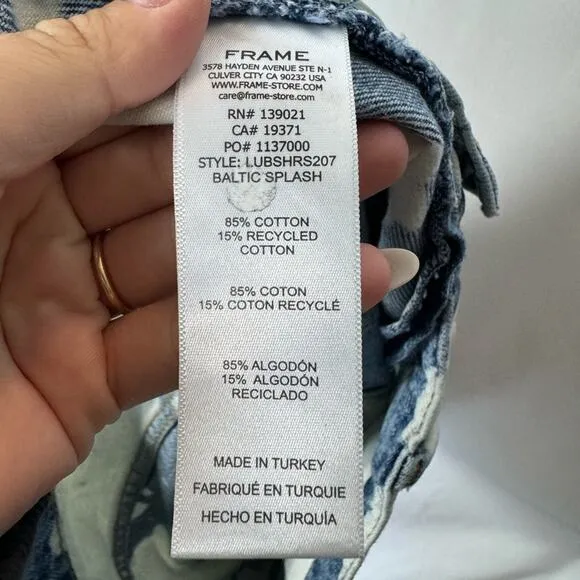 FRAME
3578 HAYDEN AVENUE STE N-1
CULVER CITY CA 90232 USA
WWW.FRAME-STORE.COM
care@frame-store.com
RN# 139021
CA# 19371
PO# 1137000
STYLE: LUBSHRS207
BALTIC SPLASH
85% COTTON
15% RECYCLED
COTTON
85% COTON
15% COTON RECYCLÉ
85% ALGODÓN
15% ALGODÓN
RECICLADO
MADE IN TURKEY
FABRIQUÉ EN TURQUIE
HECHO EN TURQUÍA